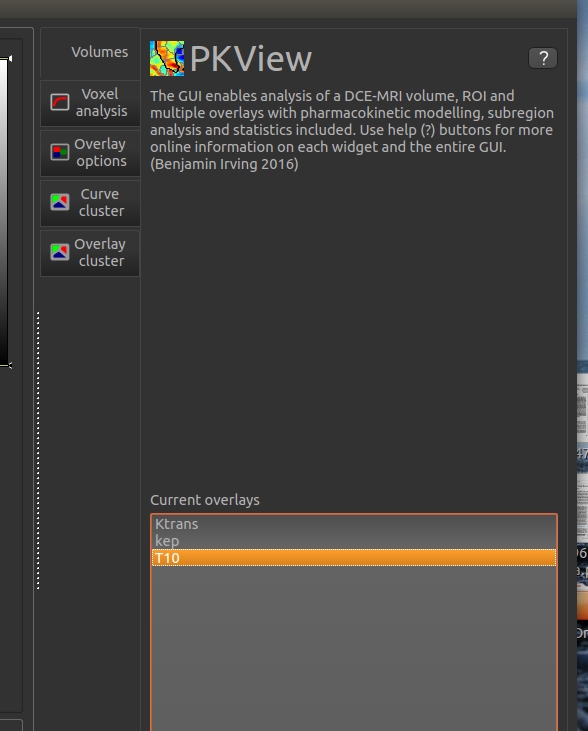 Volumes
Voxel
analysis
Overlay
options
Curve
cluster
Overlay
cluster
PKView
?
The GUI enables analysis of a DCE-MRI volume, ROI and
multiple overlays with pharmacokinetic modelling, subregion
analysis and statistics included. Use help (?) buttons for more
online information on each widget and the entire GUI.
(Benjamin Irving 2016)
Current overlays
Ktrans
kep
T10